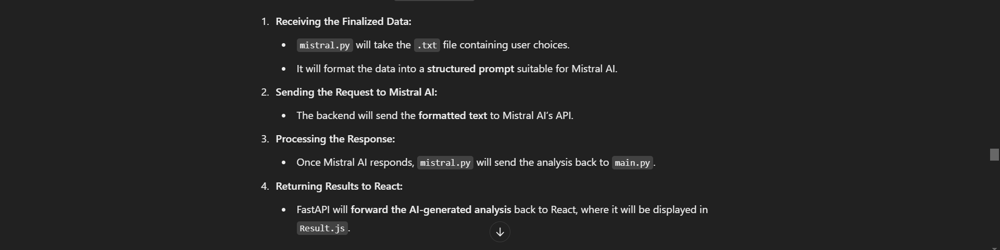 1. Receiving the Finalized Data:
• mistral.py will take the .txt file containing user choices.
• It will format the data into a structured prompt suitable for Mistral AI.
2. Sending the Request to Mistral AI:
• The backend will send the formatted text to Mistral AI’s API.
3. Processing the Response:
• Once Mistral AI responds, mistral.py will send the analysis back to main.py.
4. Returning Results to React:
• FastAPI will forward the AI-generated analysis back to React, where it will be displayed in
Result.js.